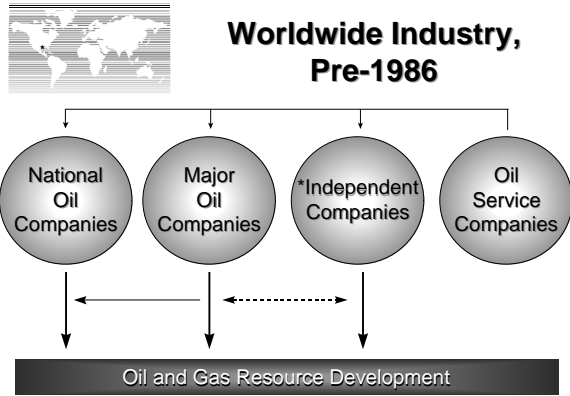 Worldwide Industry,
Pre-1986
National
Oil
Companies
Major
Oil
Companies
*Independent
Companies
Oil
Service
Companies
Oil and Gas Resource Development